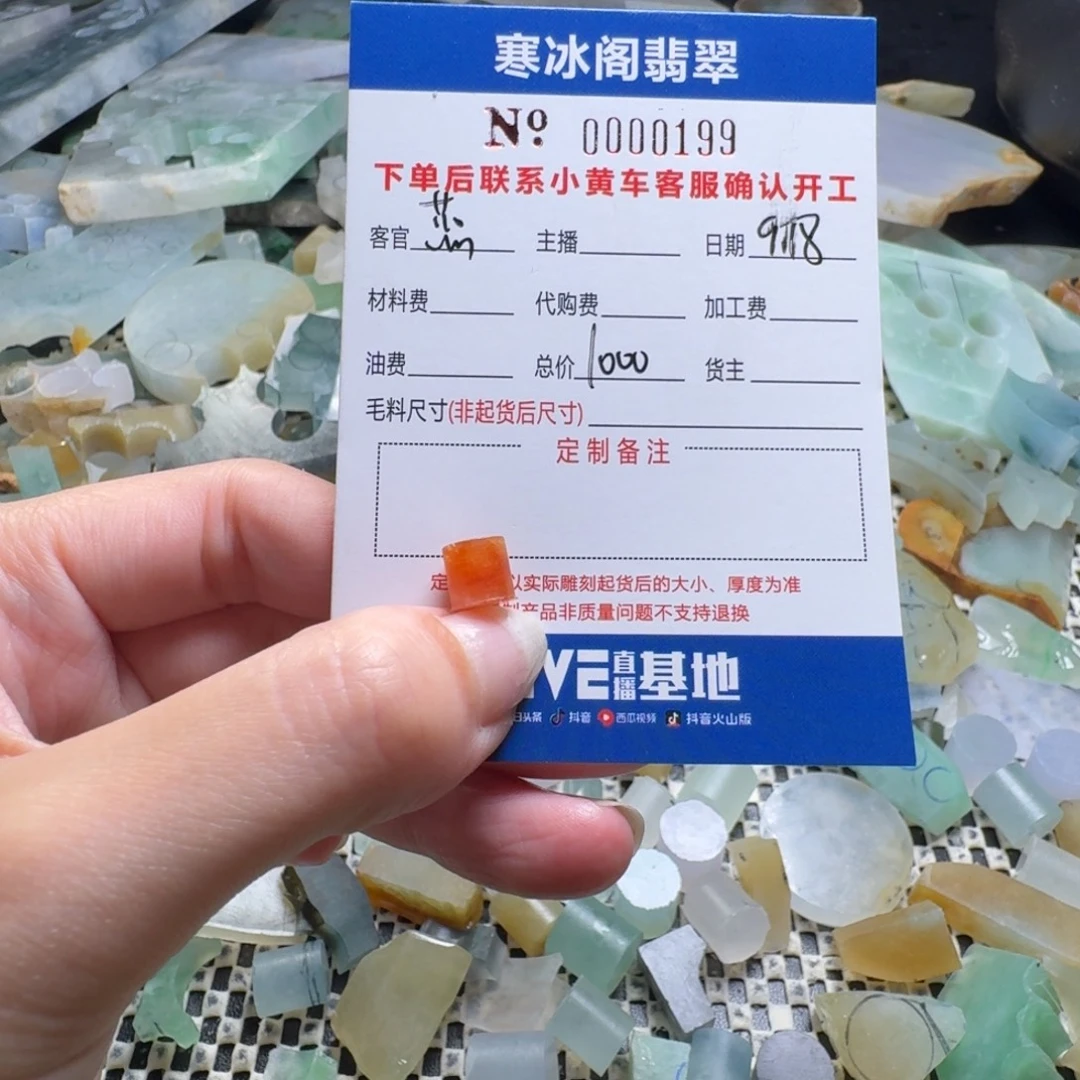 寒冰阁翡翠
№ 0000199
下单后联系小黄车客服确认开工
客官 主播 日期
材料费 代购费 加工费
油费 总价 1000 货主
毛料尺寸(非起货后尺寸)
定制备注
定 以实际雕刻起货后的大小、厚度为准
制产品非质量问题不支持退换
直播基地
头条 抖音 西瓜视频 抖音火山版